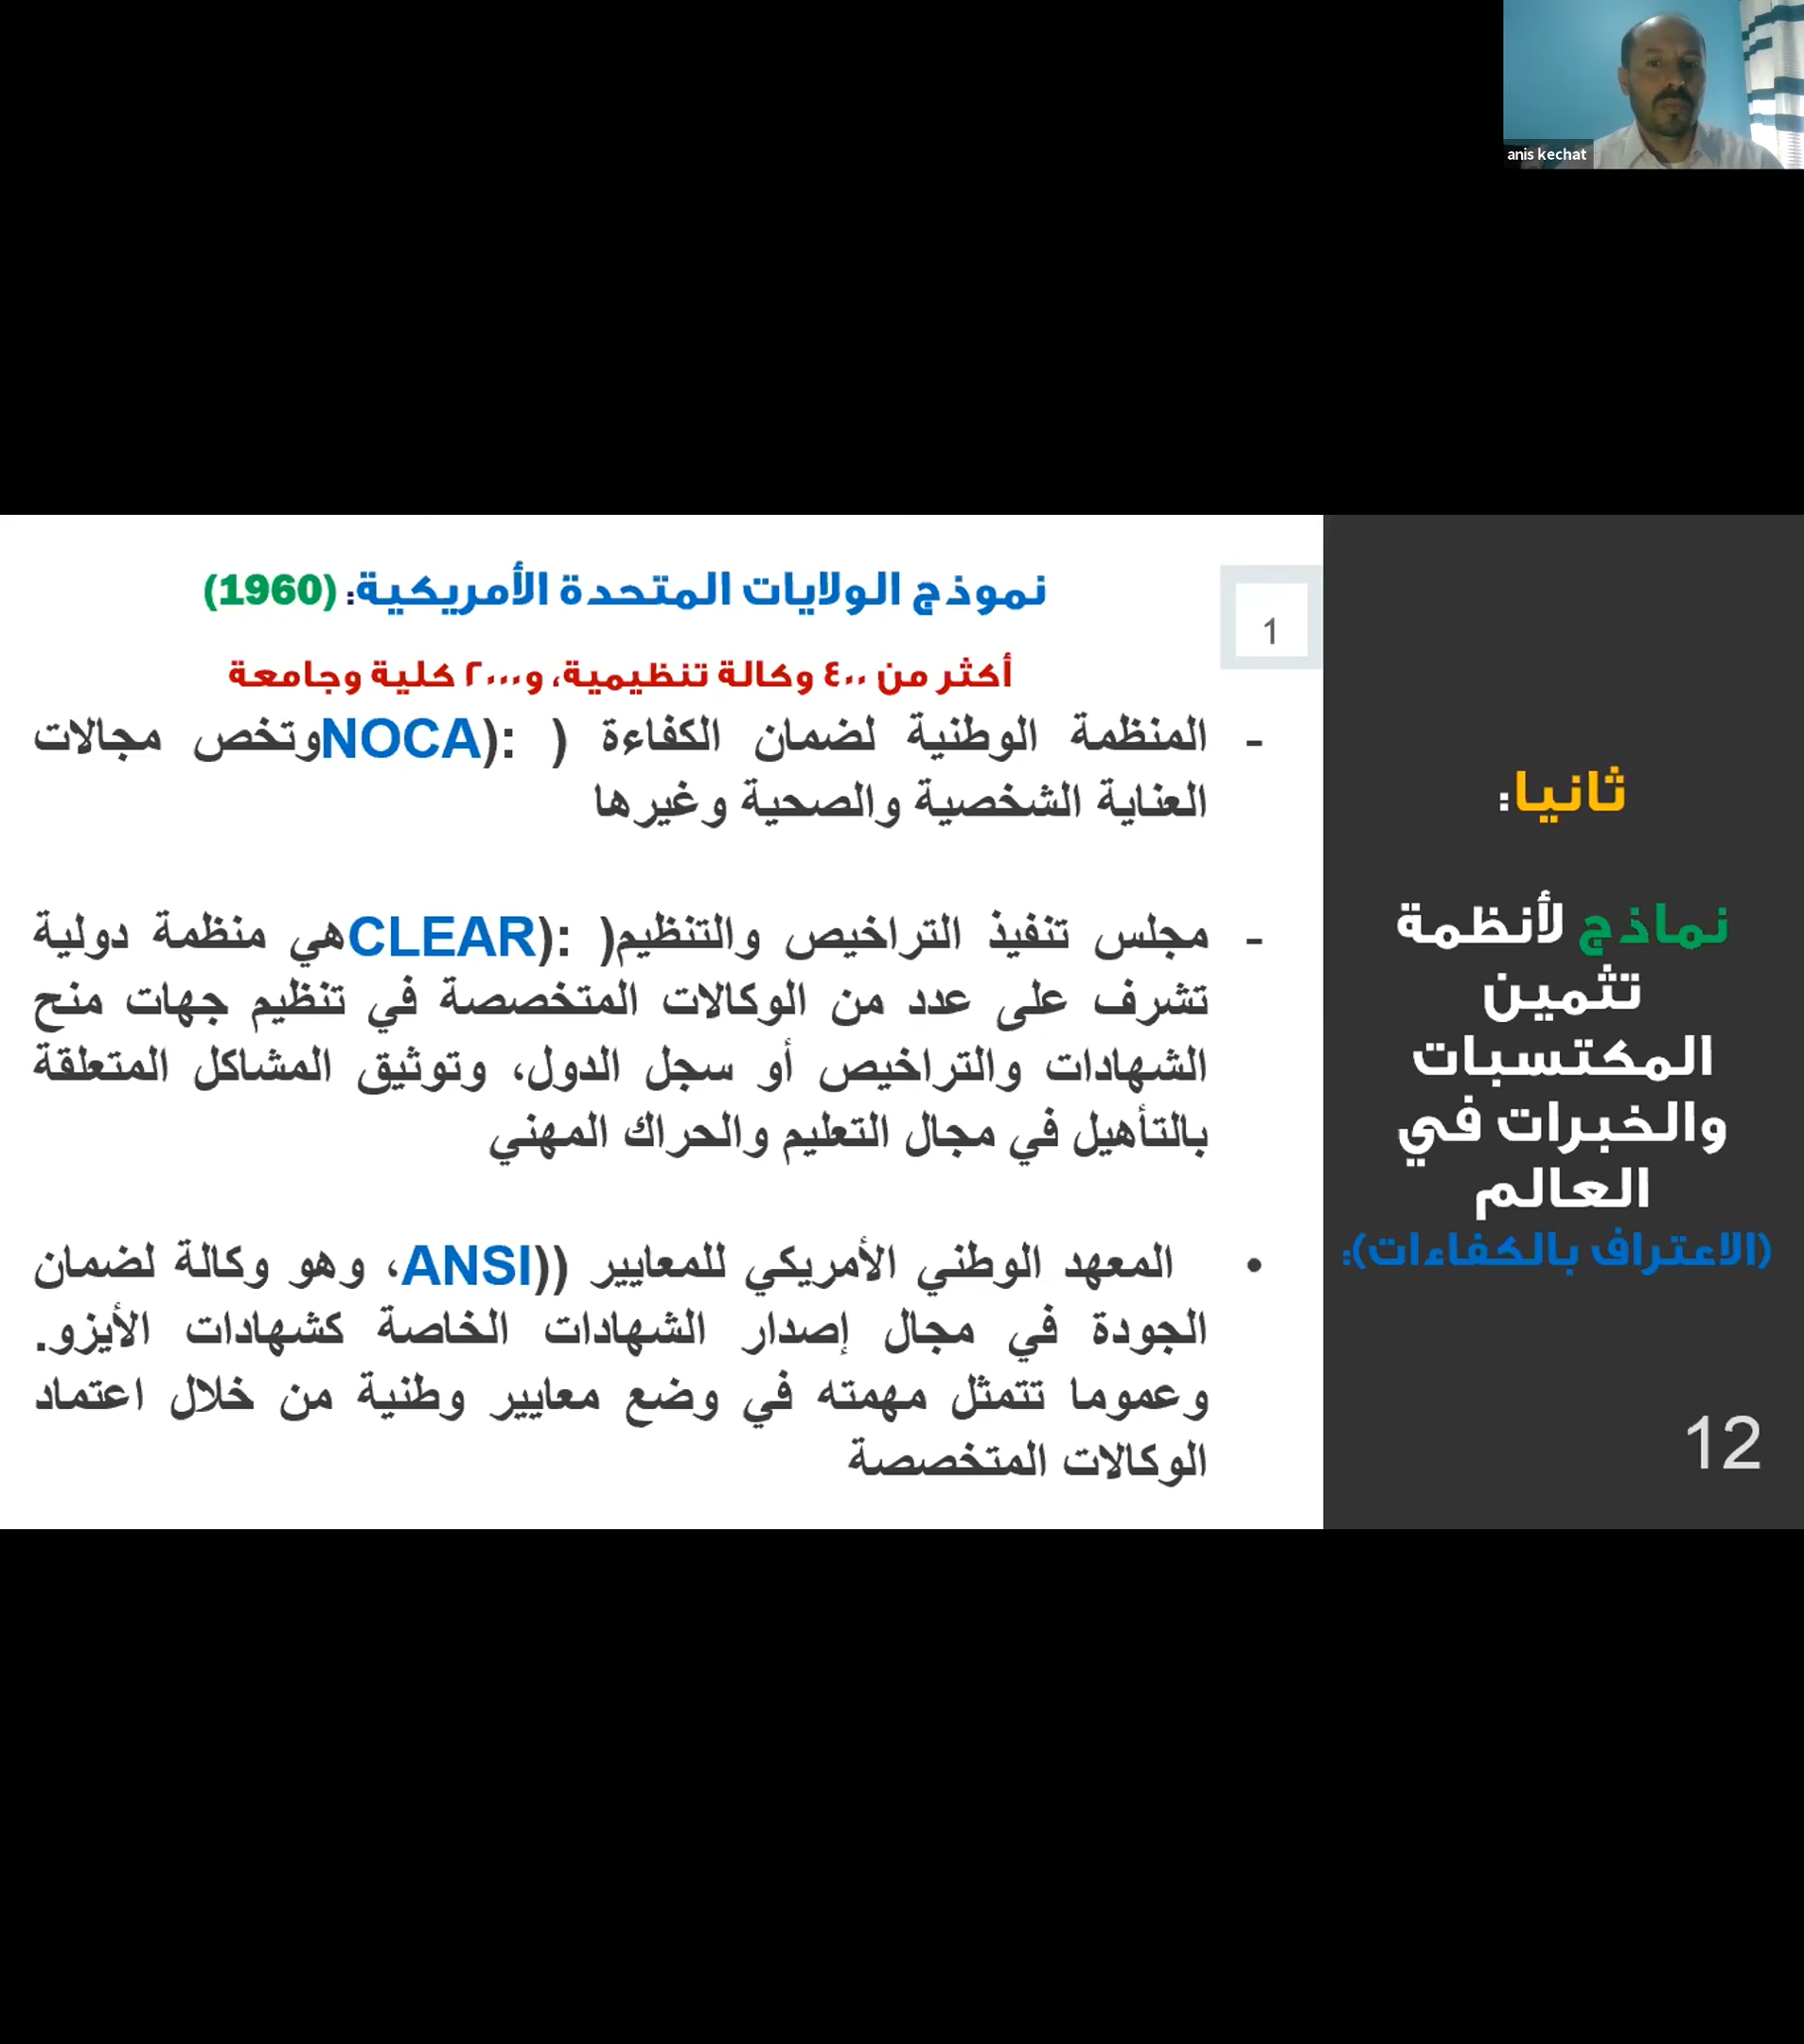 anis kechat
نموذج الولايات المتحدة الأمريكية: (1960)
1
أكثر من ٤٠٠ وكالة تنظيمية، و٢٠٠٠ كلية وجامعة
- المنظمة الوطنية لضمان الكفاءة ( :(NOCAوتخص مجالات
العناية الشخصية والصحية وغيرها
- مجلس تنفيذ التراخيص والتنظيم( :(CLEARهي منظمة دولية
تشرف على عدد من الوكالات المتخصصة في تنظيم جهات منح
الشهادات والتراخيص أو سجل الدول، وتوثيق المشاكل المتعلقة
بالتأهيل في مجال التعليم والحراك المهني
• المعهد الوطني الأمريكي للمعايير ((ANSI، وهو وكالة لضمان
الجودة في مجال إصدار الشهادات الخاصة كشهادات الأيزو.
وعموما تتمثل مهمته في وضع معايير وطنية من خلال اعتماد
الوكالات المتخصصة
ثانيا:
نماذج لأنظمة
تثمين
المكتسبات
والخبرات في
العالم
(الاعتراف بالكفاءات):
12